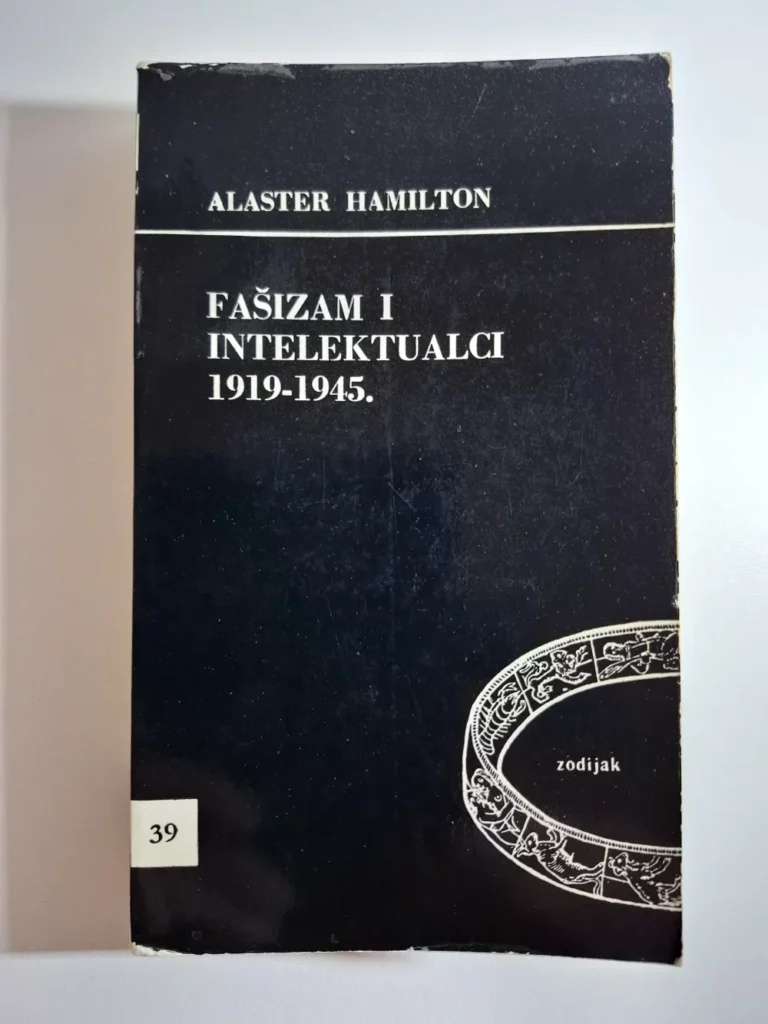 ALASTER HAMILTON
FAŠIZAM I
INTELEKTUALCI
1919-1945.
zodijak
39